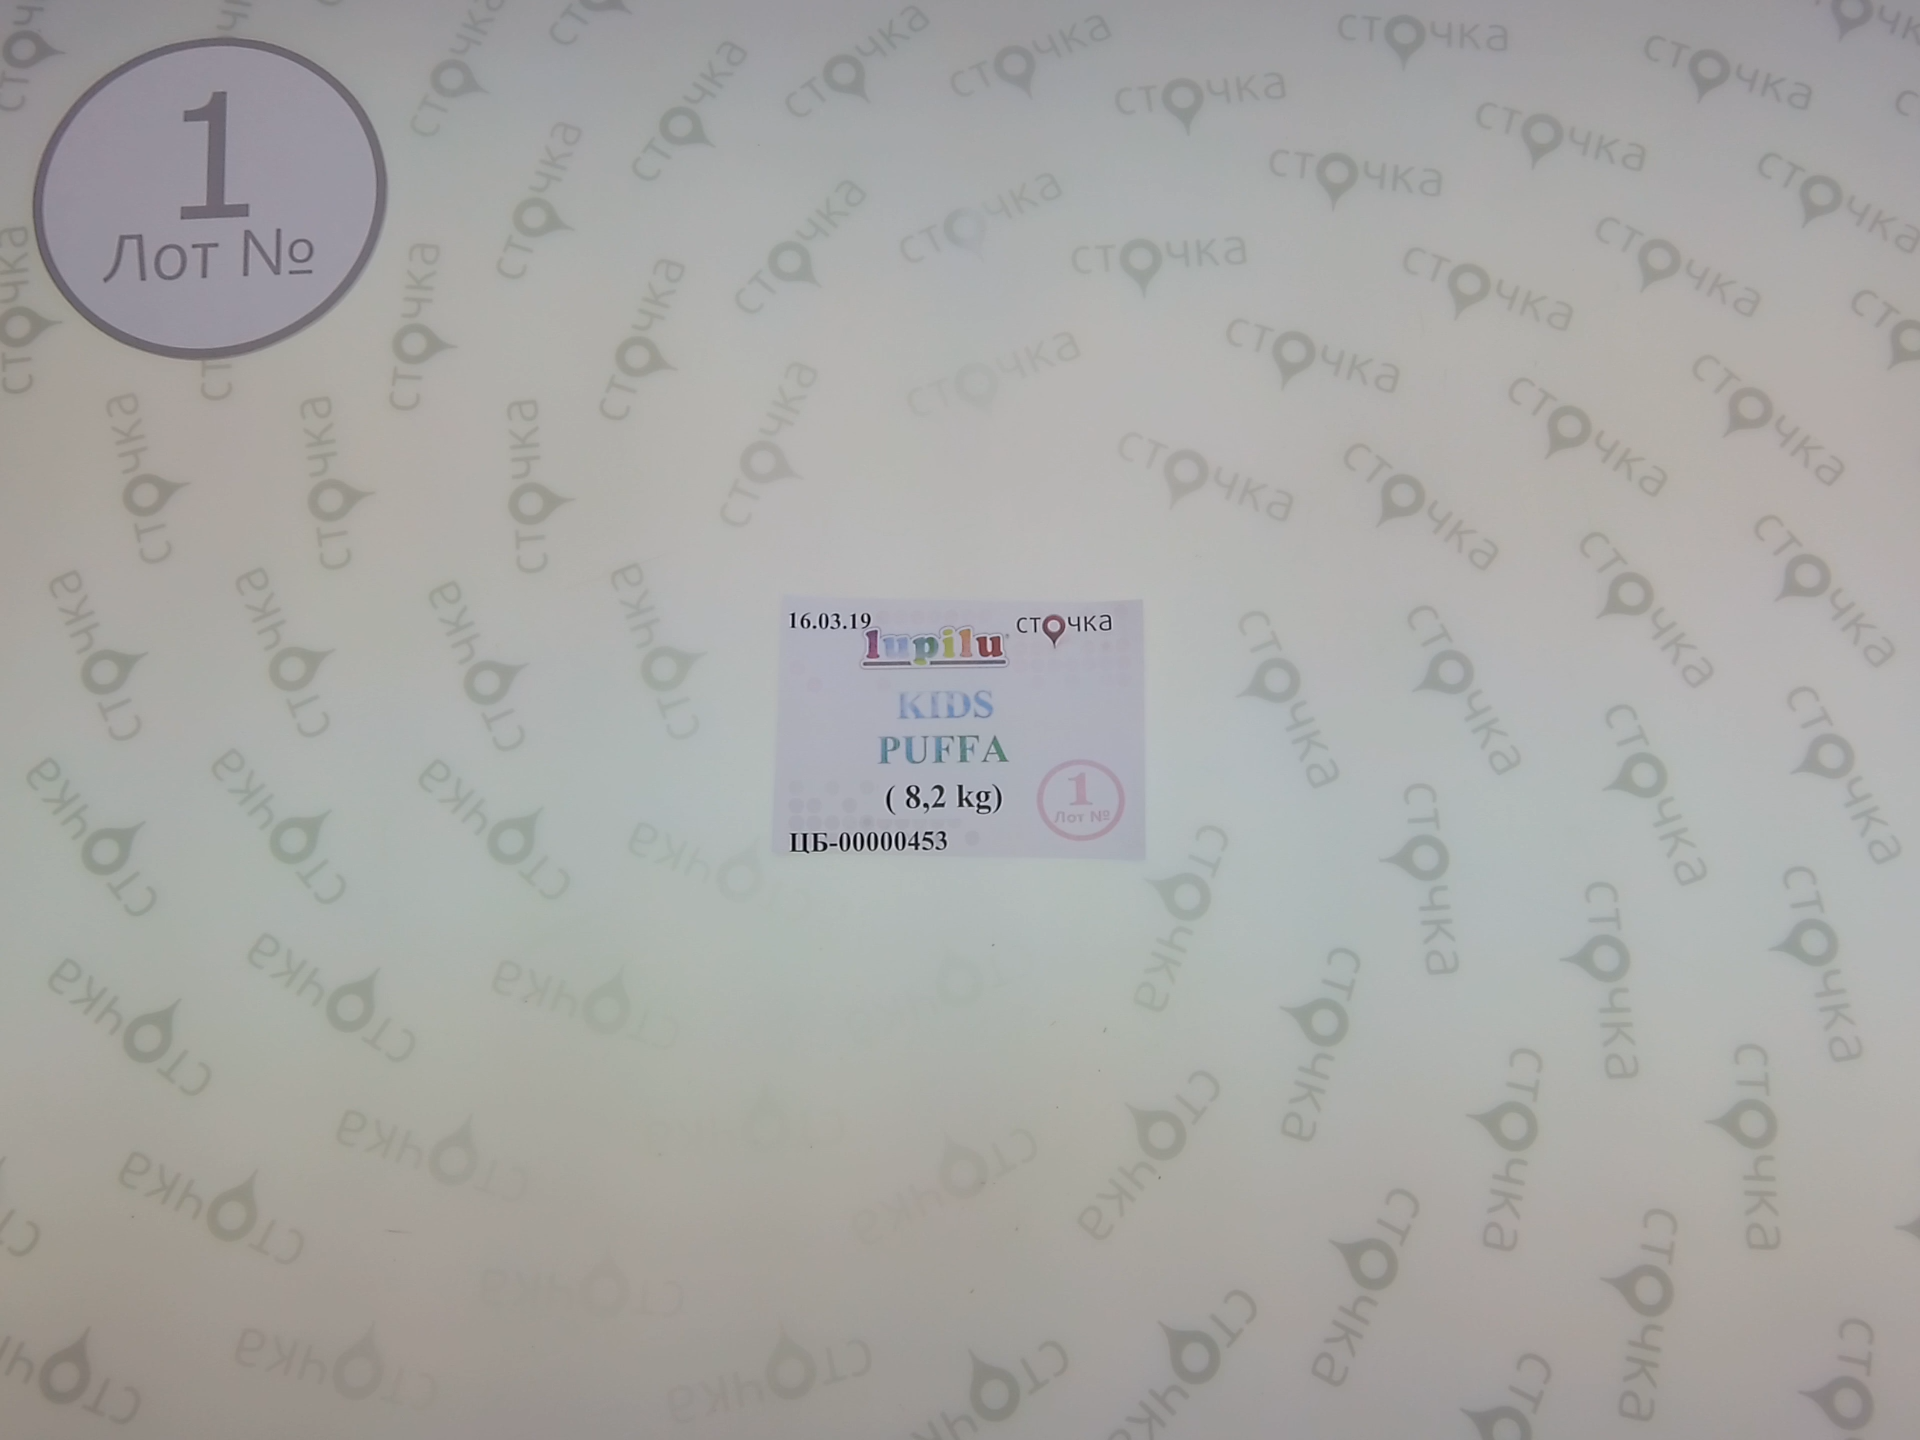 1
Лот №
16.03.19
lupilu
сточка
KIDS
PUFFA
( 8,2 kg)
1
Лот №
ЦБ-00000453